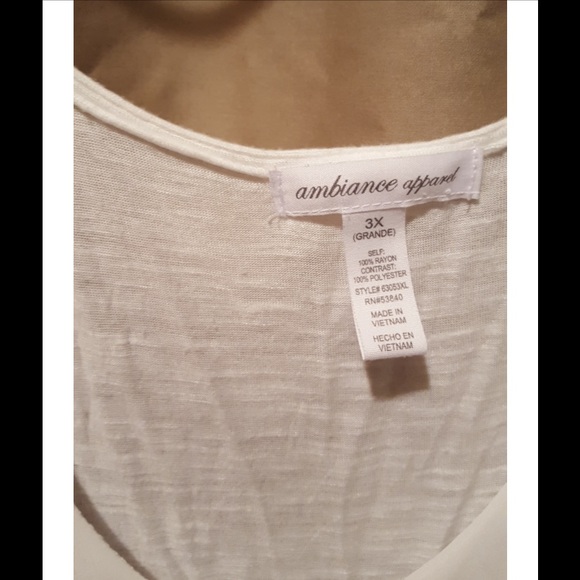 ambiance apparel
3X
(GRANDE)
SELF:
100% RAYON
CONTRAST:
100% POLYESTER
STYLE# 63053XL
RN#53840
MADE IN
VIETNAM
HECHO EN
VIETNAM